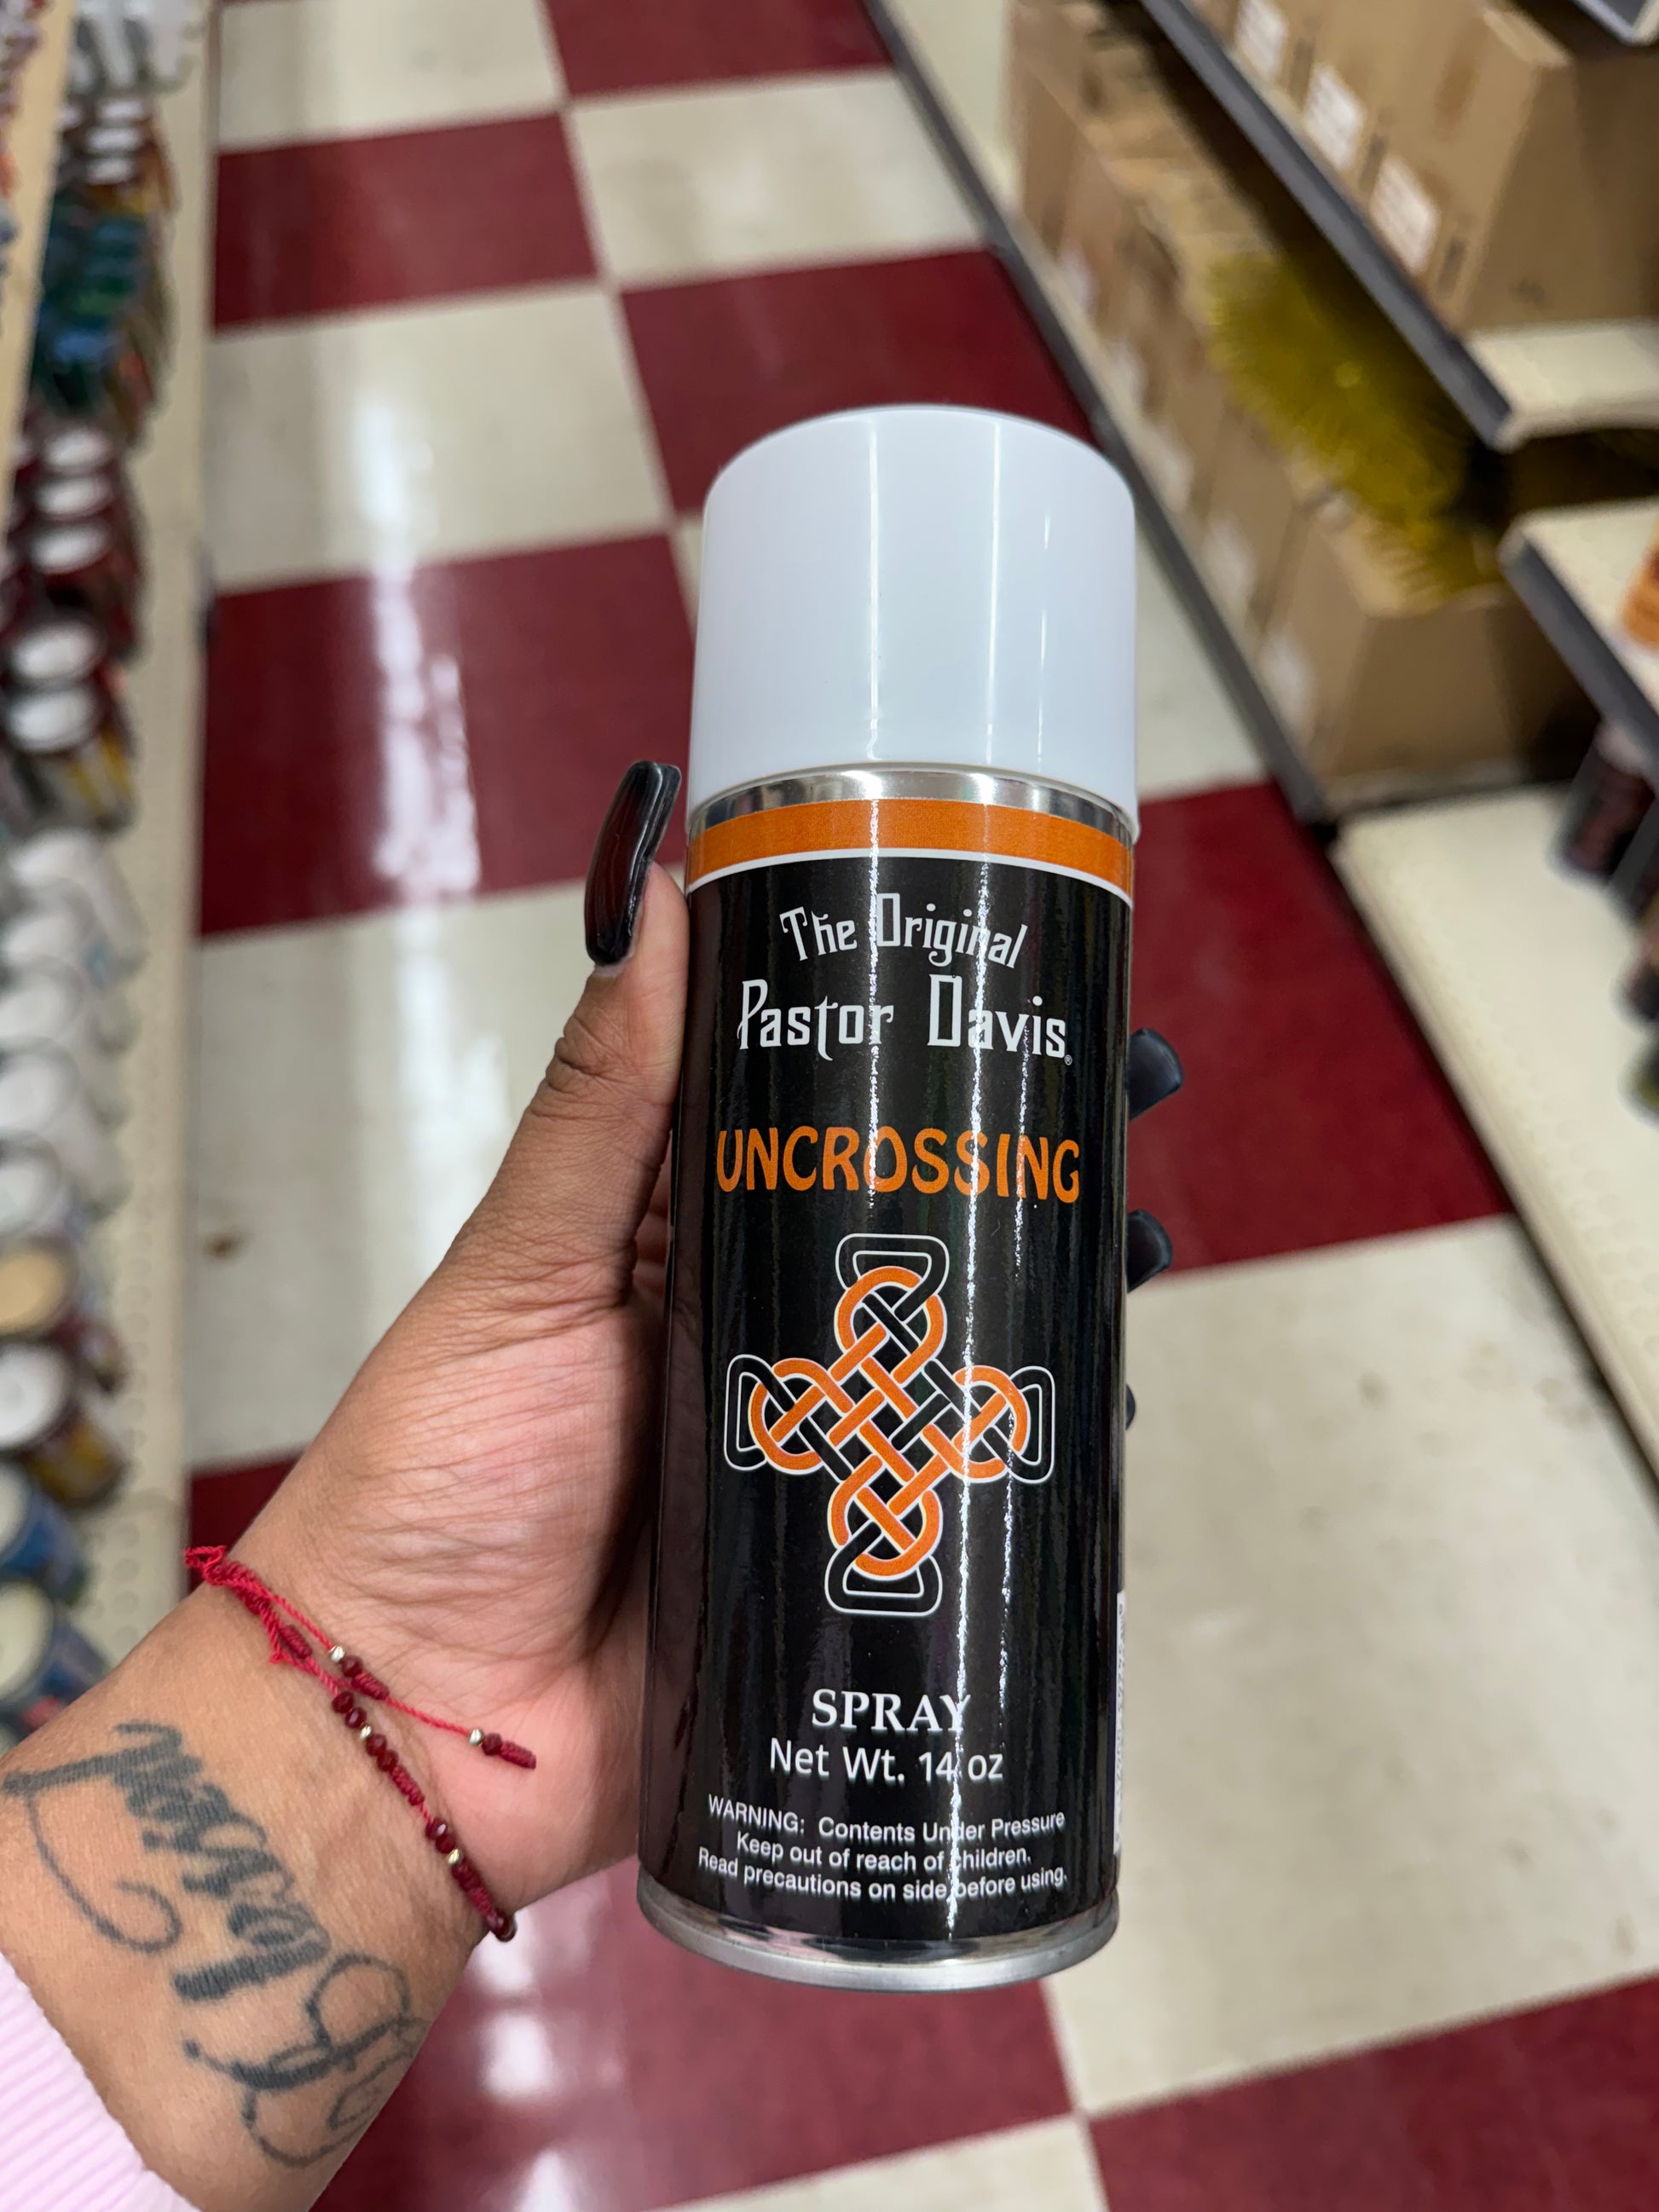 The Original
Pastor Davis®
UNCROSSING
SPRAY
Net Wt. 14 oz
WARNING: Contents Under Pressure
Keep out of reach of children.
Read precautions on side before using.
Blessed